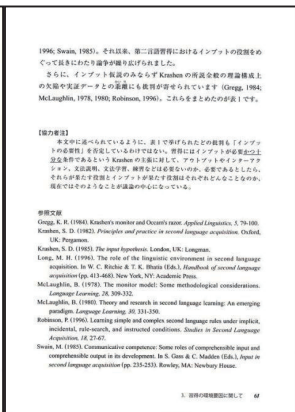 1996; Swain, 1985)。それ以来、第二言語習得におけるインプットの役割をめ
ぐって長きにわたり論争が繰り広げられました。
さらに、インプット仮説のみならず Krashen の所説全般の理論構成上
の欠陥や実証データとの乖離にも批判が寄せられています (Gregg, 1984;
McLaughlin, 1978, 1980; Robinson, 1996)。これらをまとめたのが表1です。
【協力者注】
本文中に述べられているように、表1で挙げられたどの批判も「インプッ
トの必要性」を否定しているわけではない。習得にはインプットが必要かつ十
分な条件であるという Krashen の主張に対して、アウトプットやインターアク
ション、文法説明、文法学習、練習などは必要ないのか、必要であるとしたら、
それらが果たす役割とインプットが果たす役割はそれぞれどんなことなのか、
現在ではそのようなことが議論の中心になっている。
参照文献
Gregg, K. R. (1984). Krashen's monitor and Occam's razor. Applied Linguistics, 5, 79-100.
Krashen, S. D. (1982). Principles and practice in second language acquisition. Oxford,
UK: Pergamon.
Krashen, S. D. (1985). The input hypothesis. London, UK: Longman.
Long, M. H. (1996). The role of the linguistic environment in second language
acquisition. In W. C. Ritchie & T. K. Bhatia (Eds.), Handbook of second language
acquisition (pp. 413-468). New York, NY: Academic Press.
McLaughlin, B. (1978). The monitor model: Some methodological considerations.
Language Learning, 28, 309-332.
McLaughlin, B. (1980). Theory and research in second language learning: An emerging
paradigm. Language Learning, 30, 331-350.
Robinson, P. (1996). Learning simple and complex second language rules under implicit,
incidental, rule-search, and instructed conditions. Studies in Second Language
Acquisition, 18, 27-67.
Swain, M. (1985). Communicative competence: Some roles of comprehensible input and
comprehensible output in its development. In S. Gass & C. Madden (Eds.), Input in
second language acquisition (pp. 235-253). Rowley, MA: Newbury House.
3. 習得の環境要因に関して